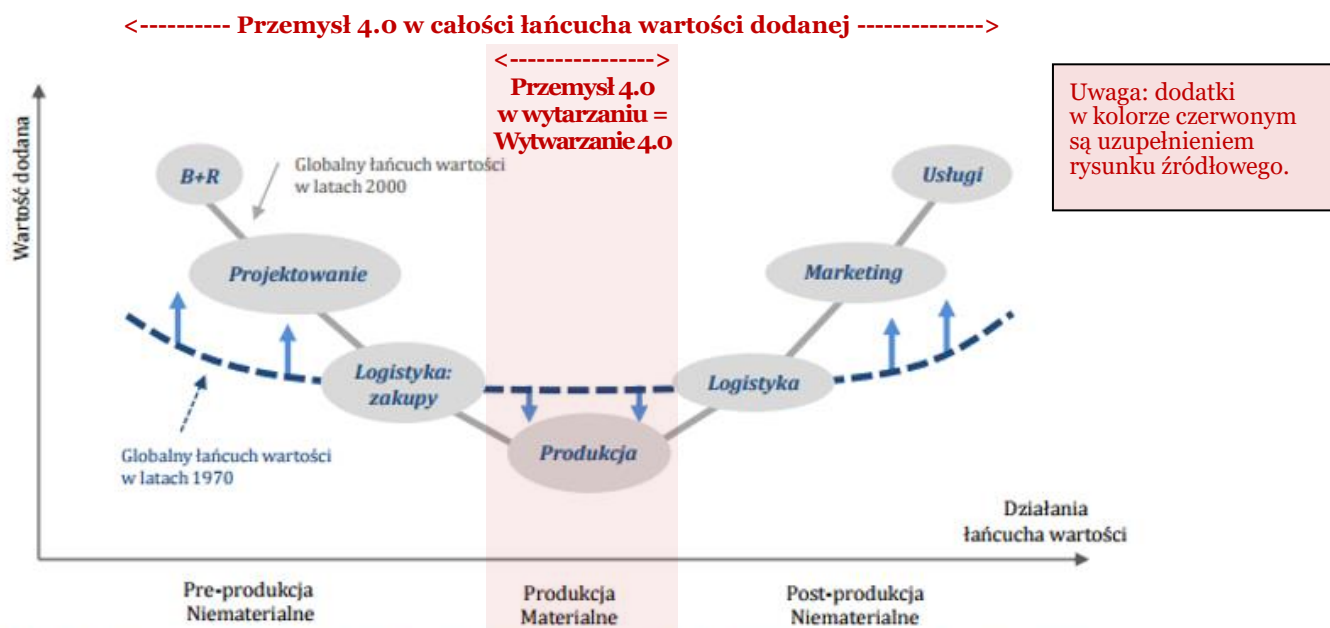 <---------- Przemysł 4.0 w całości łańcucha wartości dodanej ----------->
<---------------->
Przemysł 4.0
w wytarzaniu =
Wytwarzanie 4.0
Uwaga: dodatki
w kolorze czerwonym
są uzupełnieniem
rysunku źródłowego.
Wartość dodana
B+R
Globalny łańcuch wartości
w latach 2000
Usługi
Projektowanie
Marketing
Logistyka:
zakupy
Logistyka
Produkcja
Globalny łańcuch wartości
w latach 1970
Działania
łańcucha wartości
Pre-produkcja
Niematerialne
Produkcja
Materialne
Post-produkcja
Niematerialne